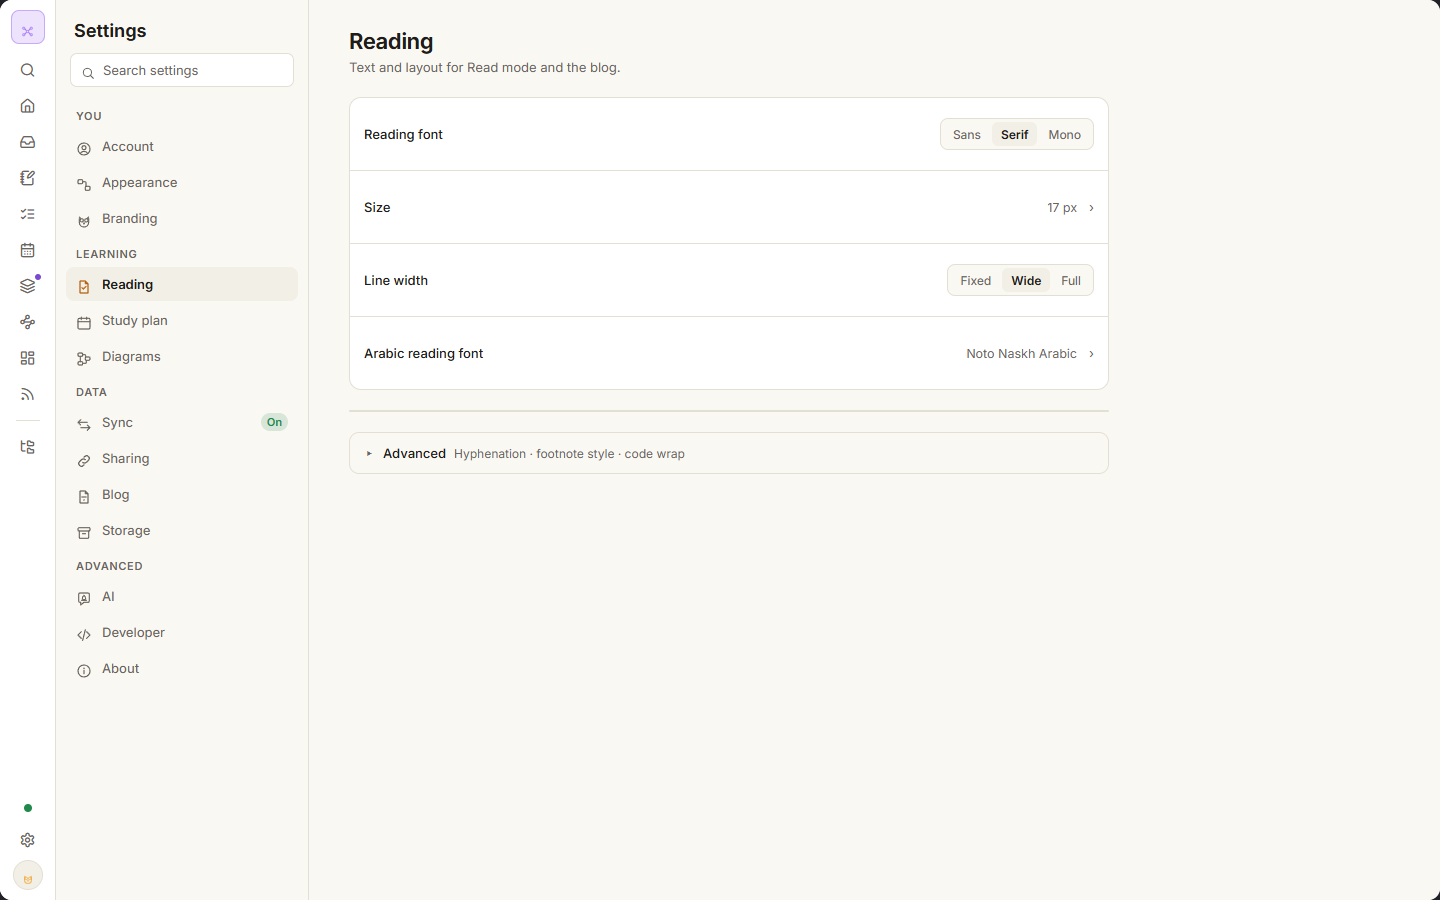 Settings
Search settings
YOU
Account
Appearance
Branding
LEARNING
Reading
Study plan
Diagrams
DATA
Sync On
Sharing
Blog
Storage
ADVANCED
AI
Developer
About
Reading
Text and layout for Read mode and the blog.
Reading font Sans Serif Mono
Size 17 px ›
Line width Fixed Wide Full
Arabic reading font Noto Naskh Arabic ›
Advanced Hyphenation · footnote style · code wrap